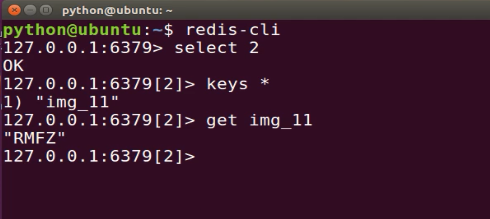 python@ubuntu: ~
python@ubuntu:~$ redis-cli
127.0.0.1:6379> select 2
OK
127.0.0.1:6379[2]> keys *
1) "img_11"
127.0.0.1:6379[2]> get img_11
"RMFZ"
127.0.0.1:6379[2]>